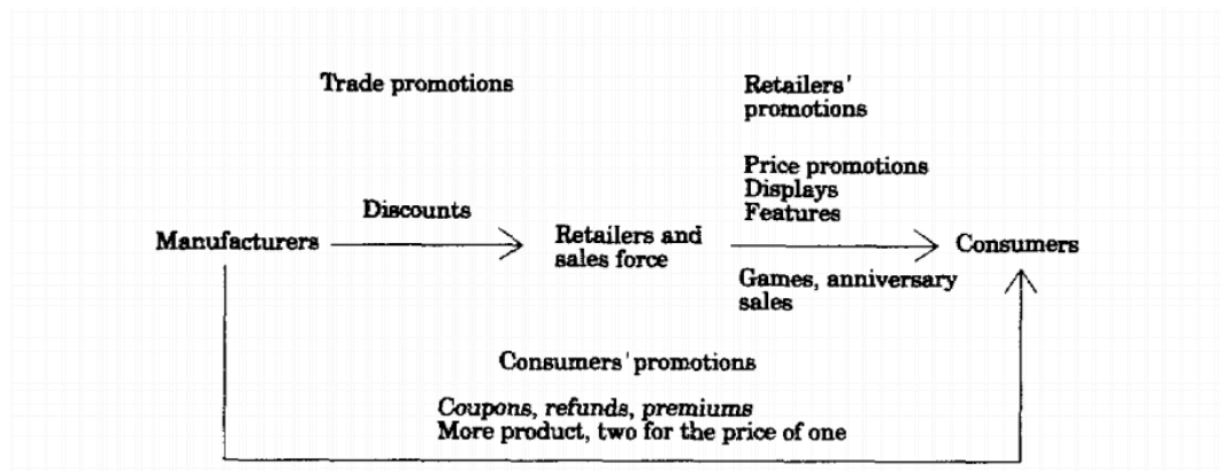 Trade promotions
Retailers'
promotions
Price promotions
Displays
Features
Discounts
Manufacturers
Retailers and
sales force
Consumers
Games, anniversary
sales
Consumers' promotions
Coupons, refunds, premiums
More product, two for the price of one